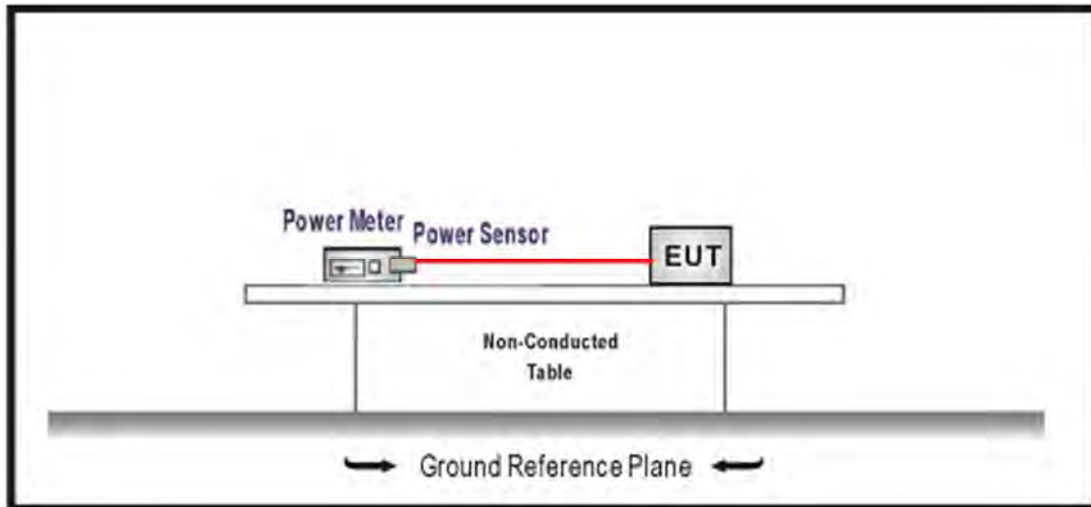 Power Meter
Power Sensor
EUT
Non-Conducted
Table
Ground Reference Plane